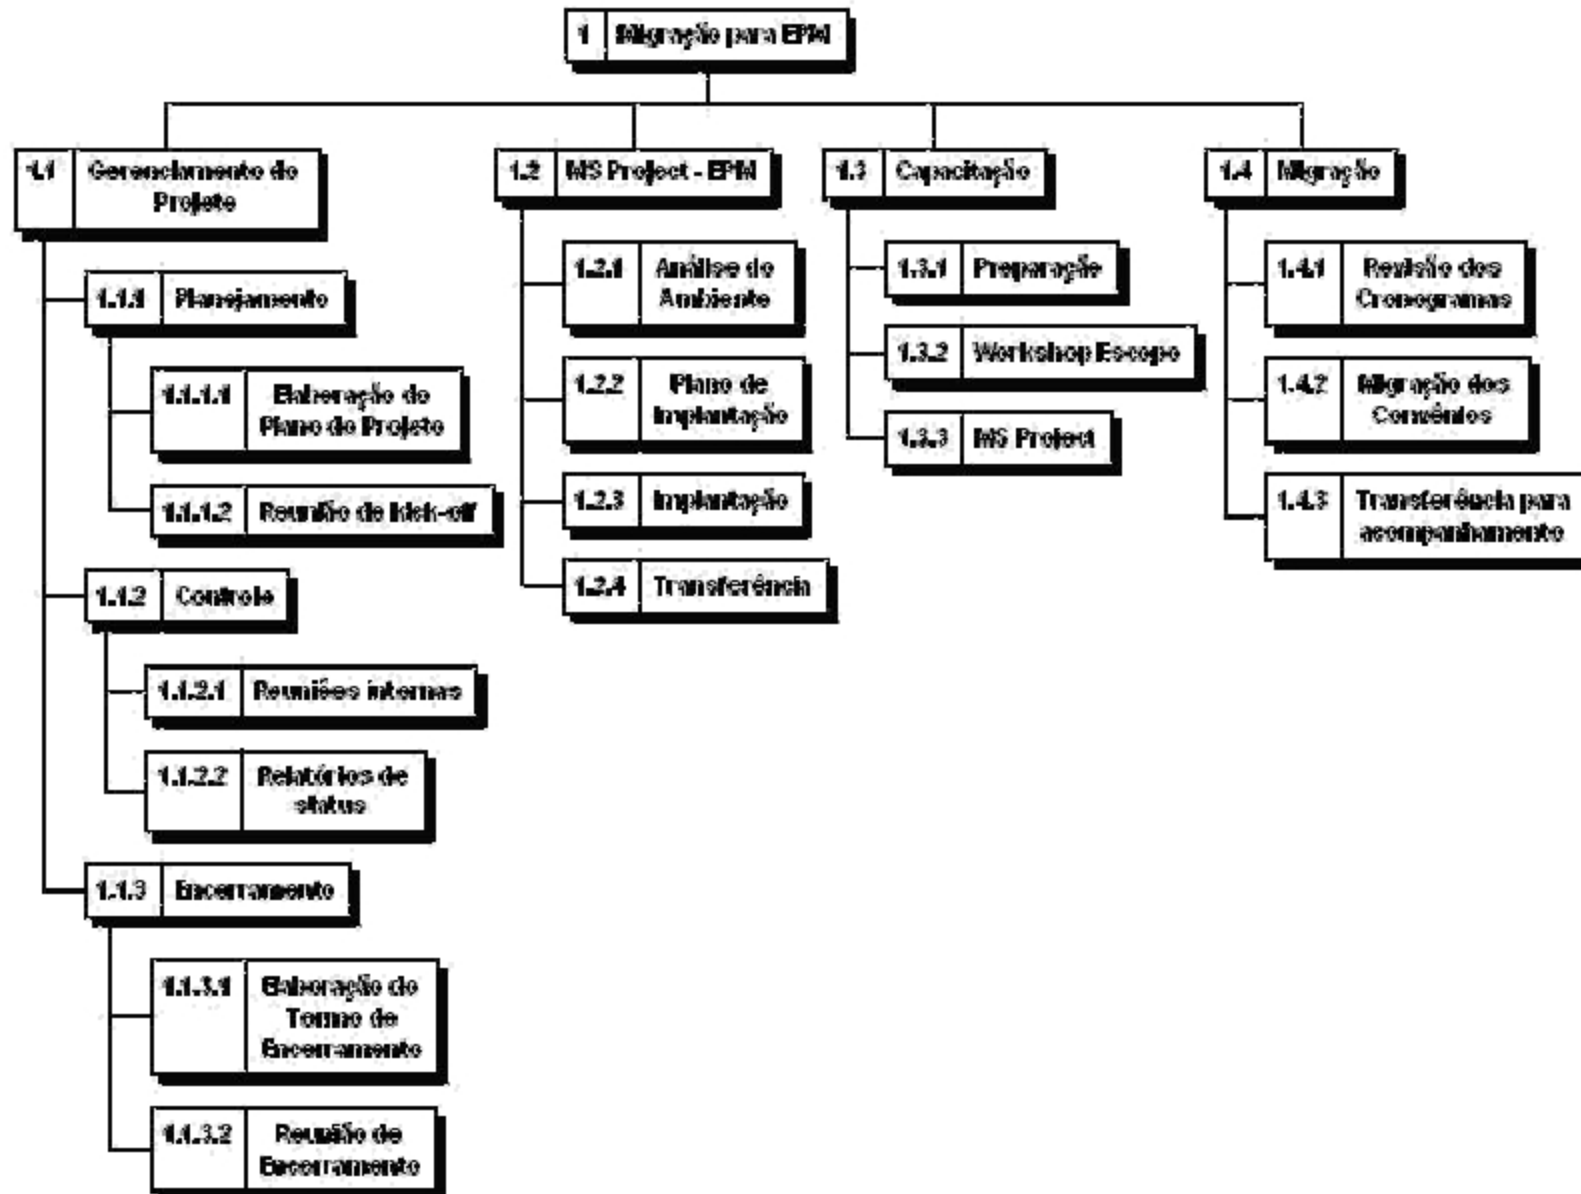 1 Migração para EPM
1.1 Gerenciamento do
Projeto
1.2 MS Project - EPM
1.3 Capacitação
1.4 Migração
1.1.1 Planejamento
1.1.1.1 Elaboração do
Plano do Projeto
1.1.1.2 Reunião de kick-off
1.1.2 Controle
1.1.2.1 Reuniões internas
1.1.2.2 Relatórios de
status
1.1.3 Encerramento
1.1.3.1 Elaboração do
Termo de
Encerramento
1.1.3.2 Reunião de
Encerramento
1.2.1 Análise do
Ambiente
1.2.2 Plano de
Implantação
1.2.3 Implantação
1.2.4 Transferência
1.3.1 Preparação
1.3.2 Workshop Escopo
1.3.3 MS Project
1.4.1 Revisão dos
Cronogramas
1.4.2 Migração dos
Convênios
1.4.3 Transferência para
acompanhamento